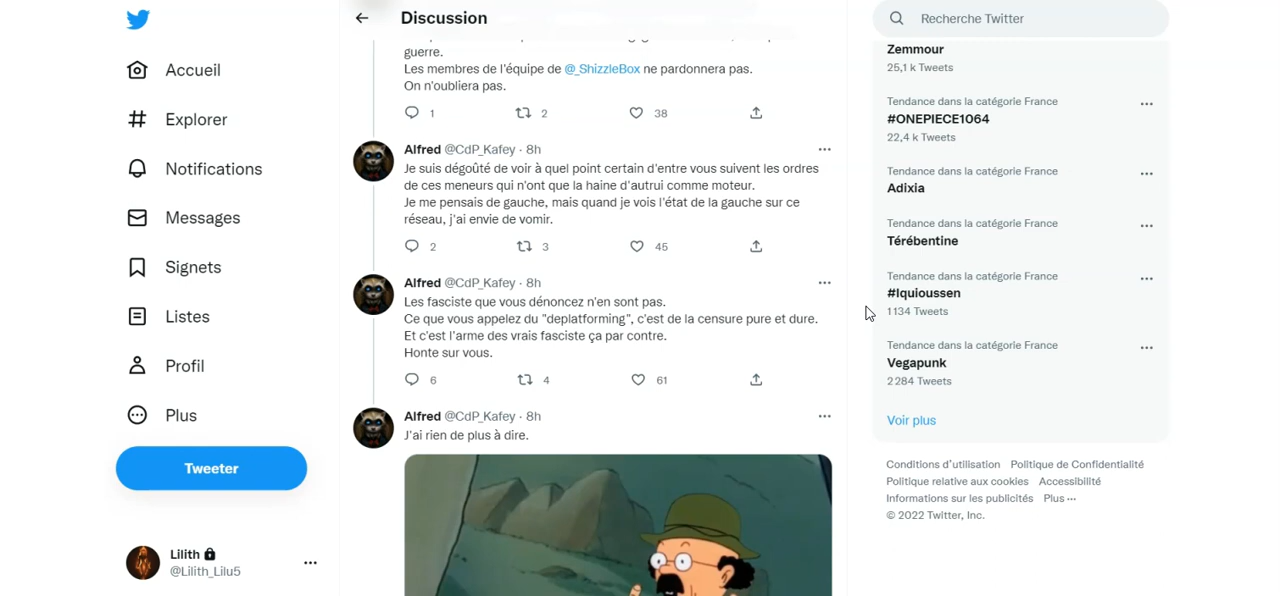 Discussion
Recherche Twitter
Accueil
Explorer
Notifications
Messages
Signets
Listes
Profil
Plus
Tweeter
Lilith
@Lilith_Lilu5
guerre.
Les membres de l'équipe de @_ShizzleBox ne pardonnera pas.
On n'oubliera pas.
1 2 38
Alfred @CdP_Kafey · 8h
Je suis dégoûté de voir à quel point certain d'entre vous suivent les ordres
de ces meneurs qui n'ont que la haine d'autrui comme moteur.
Je me pensais de gauche, mais quand je vois l'état de la gauche sur ce
réseau, j'ai envie de vomir.
2 3 45
Alfred @CdP_Kafey · 8h
Les fasciste que vous dénoncez n'en sont pas.
Ce que vous appelez du "deplatforming", c'est de la censure pure et dure.
Et c'est l'arme des vrais fasciste ça par contre.
Honte sur vous.
6 4 61
Alfred @CdP_Kafey · 8h
J'ai rien de plus à dire.
Zemmour
25,1 k Tweets
Tendance dans la catégorie France
#ONEPIECE1064
22,4 k Tweets
Tendance dans la catégorie France
Adixia
Tendance dans la catégorie France
Térébentine
Tendance dans la catégorie France
#Iquioussen
1 134 Tweets
Tendance dans la catégorie France
Vegapunk
2 284 Tweets
Voir plus
Conditions d'utilisation Politique de Confidentialité
Politique relative aux cookies Accessibilité
Informations sur les publicités Plus ···
© 2022 Twitter, Inc.